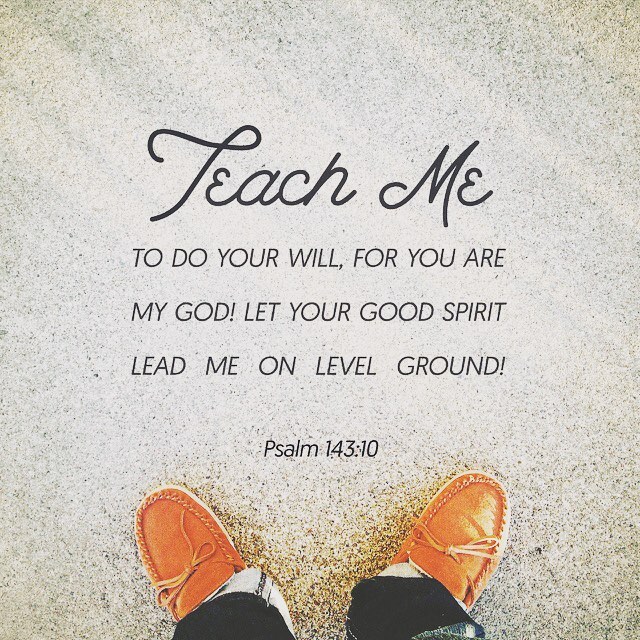 Teach Me
TO DO YOUR WILL, FOR YOU ARE
MY GOD! LET YOUR GOOD SPIRIT
LEAD ME ON LEVEL GROUND!
Psalm 143:10